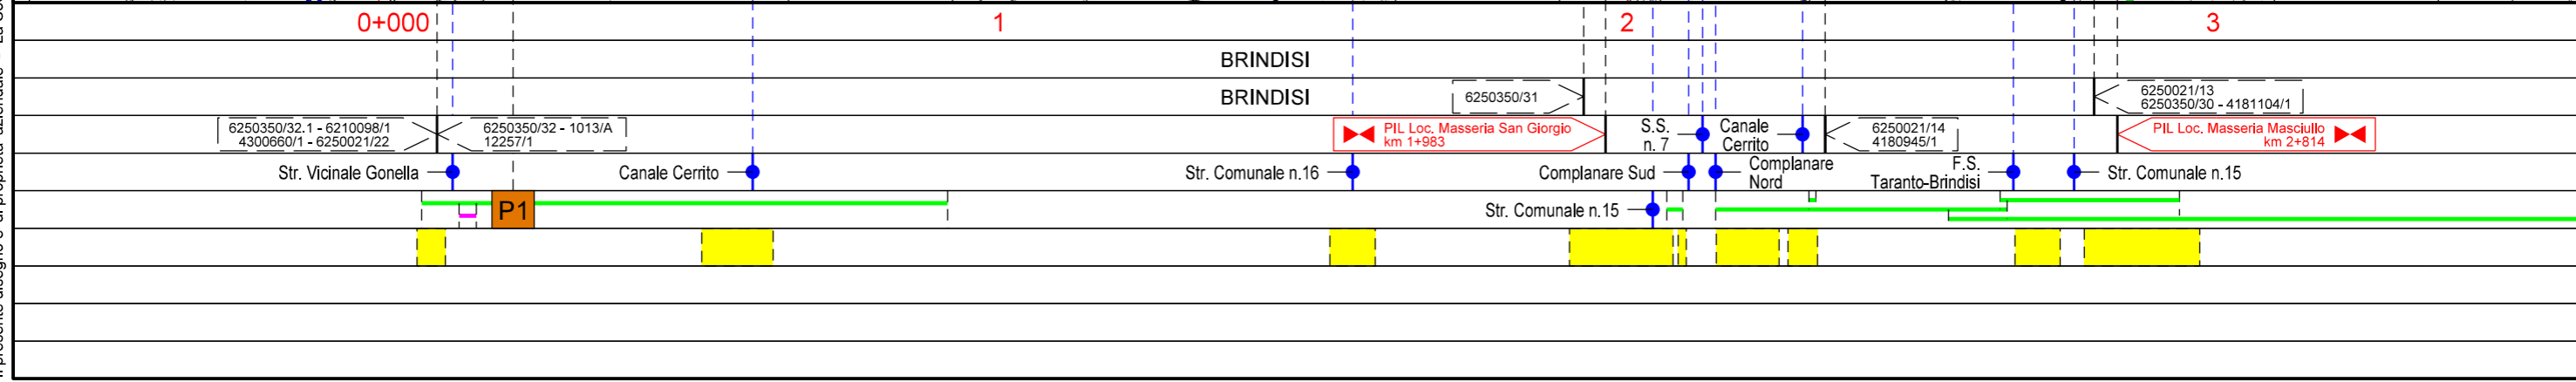 0+000 1 2 3
BRINDISI
BRINDISI
6250350/31
6250021/13
6250350/30 - 4181104/1
6250350/32.1 - 6210098/1
4300660/1 - 6250021/22
6250350/32 - 1013/A
12257/1
PIL Loc. Masseria San Giorgio
km 1+983
S.S.
n. 7
Canale
Cerrito
6250021/14
4180945/1
PIL Loc. Masseria Masciullo
km 2+814
Str. Vicinale Gonella
Canale Cerrito
Str. Comunale n.16
Complanare Sud
Complanare
Nord
F.S.
Taranto-Brindisi
Str. Comunale n.15
P1
Str. Comunale n.15